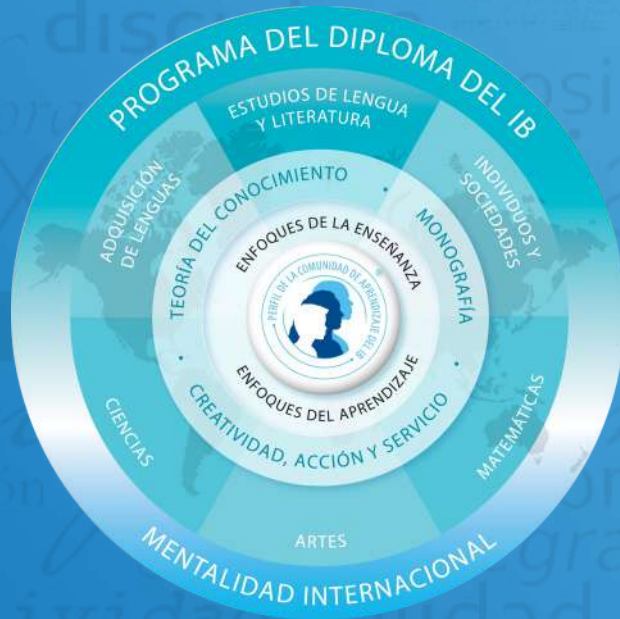 PROGRAMA DEL DIPLOMA DEL IB
ESTUDIOS DE LENGUA
Y LITERATURA
ADQUISICIÓN
DE LENGUAS
INDIVIDUOS Y
SOCIEDADES
TEORÍA DEL CONOCIMIENTO
•
MONOGRAFÍA
•
ENFOQUES DE LA ENSEÑANZA
PERFIL DE LA COMUNIDAD DE APRENDIZAJE DEL IB
®
ENFOQUES DEL APRENDIZAJE
•
CREATIVIDAD, ACCIÓN Y SERVICIO
CIENCIAS
MATEMÁTICAS
ARTES
MENTALIDAD INTERNACIONAL